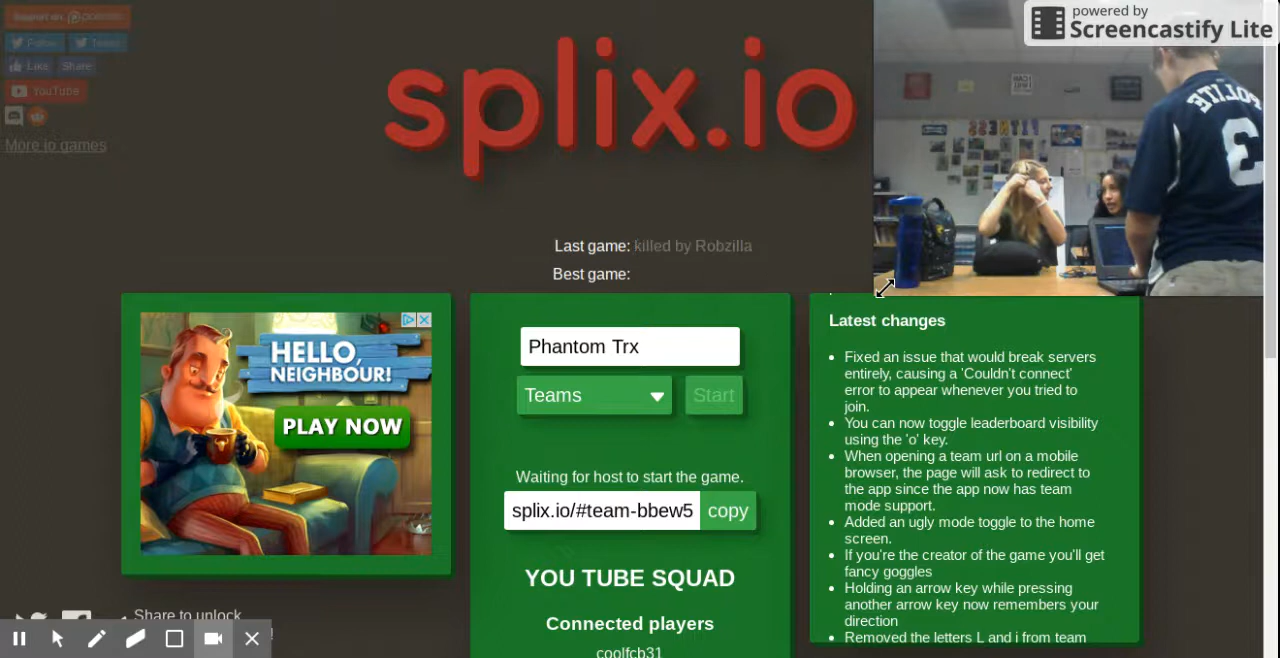 powered by
Screencastify Lite
Support on: patreon
Follow Tweet
Like Share
YouTube
More io games
splix.io
POLITE
3
Last game: killed by Robzilla
Best game:
HELLO,
NEIGHBOUR!
PLAY NOW
Phantom Trx
Teams
Start
Waiting for host to start the game.
splix.io/#team-bbew5
copy
YOU TUBE SQUAD
Connected players
coolfcb31
Latest changes
Fixed an issue that would break servers
entirely, causing a 'Couldn't connect'
error to appear whenever you tried to
join.
You can now toggle leaderboard visibility
using the 'o' key.
When opening a team url on a mobile
browser, the page will ask to redirect to
the app since the app now has team
mode support.
Added an ugly mode toggle to the home
screen.
If you're the creator of the game you'll get
fancy goggles
Holding an arrow key while pressing
another arrow key now remembers your
direction
Removed the letters L and i from team
Share to unlock